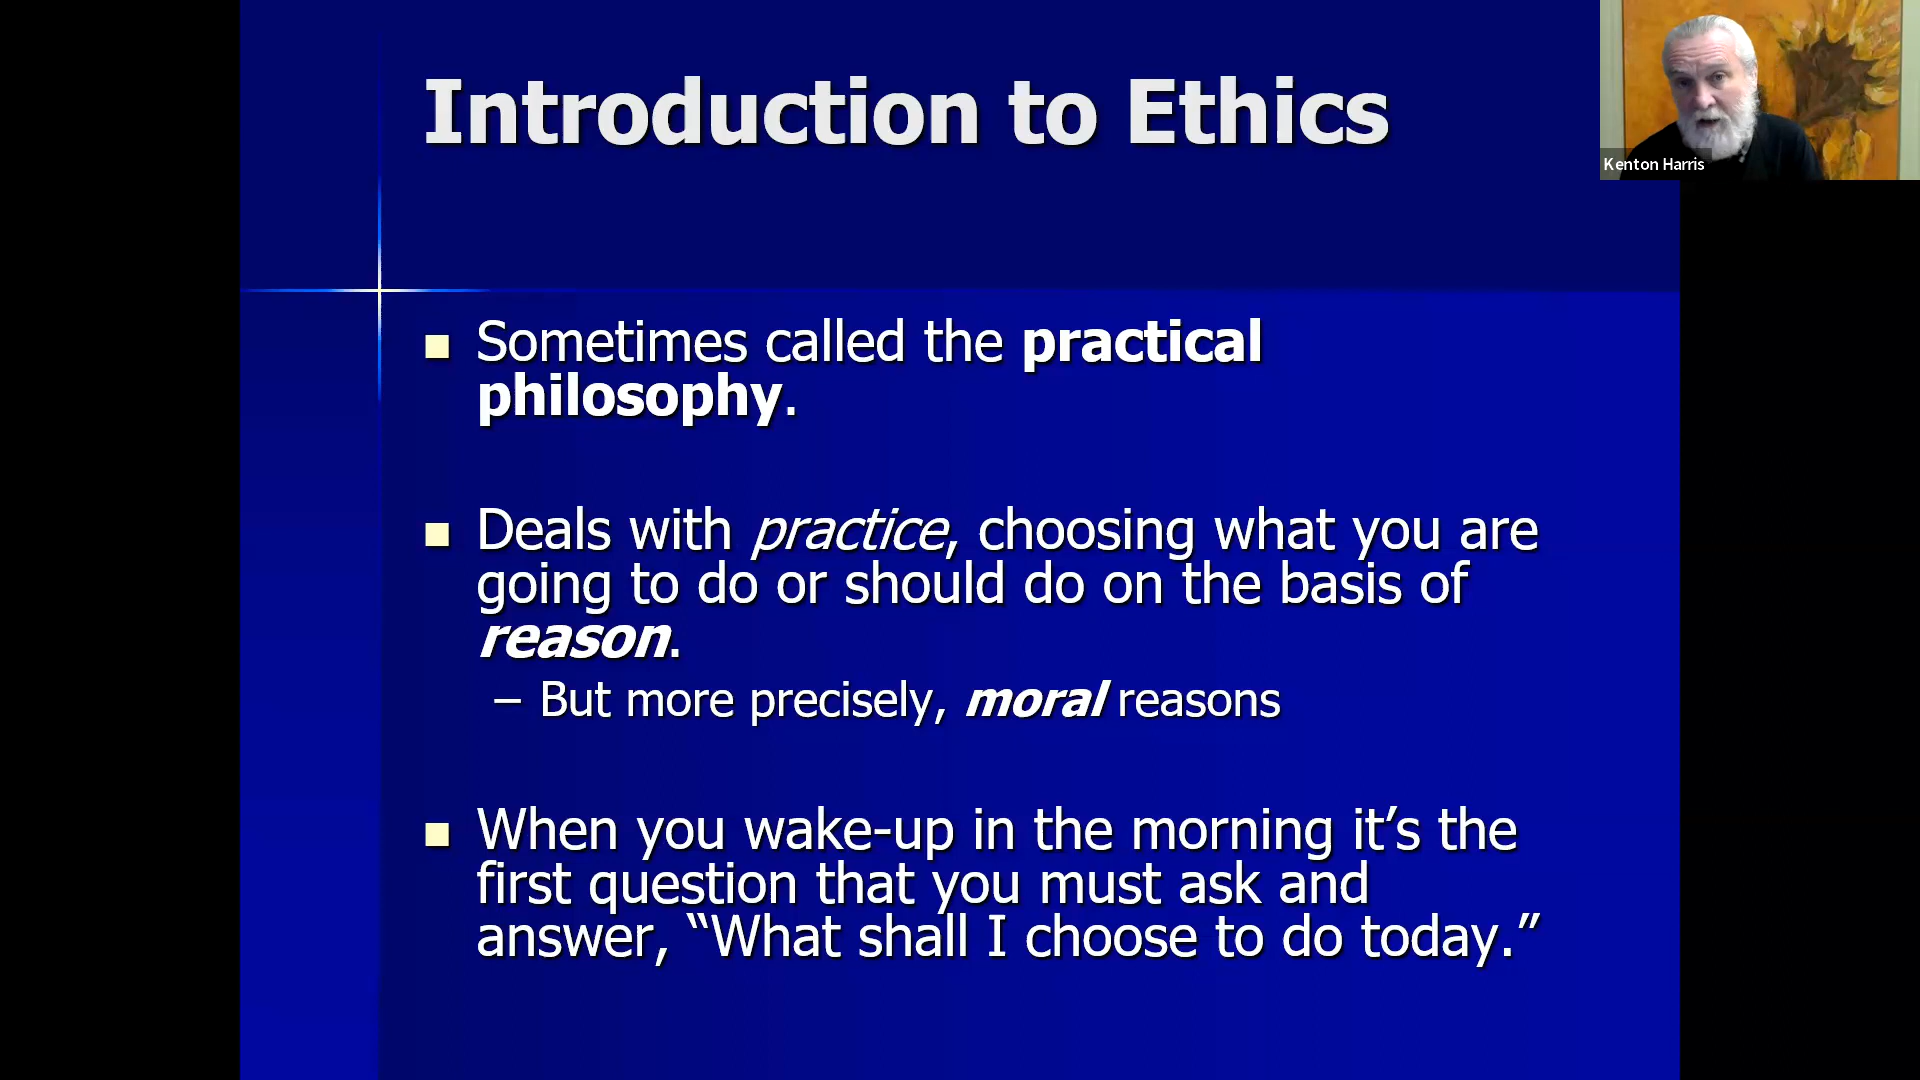 Introduction to Ethics
Kenton Harris
■ Sometimes called the practical
philosophy.
■ Deals with practice, choosing what you are
going to do or should do on the basis of
reason.
– But more precisely, moral reasons
■ When you wake-up in the morning it’s the
first question that you must ask and
answer, “What shall I choose to do today.”